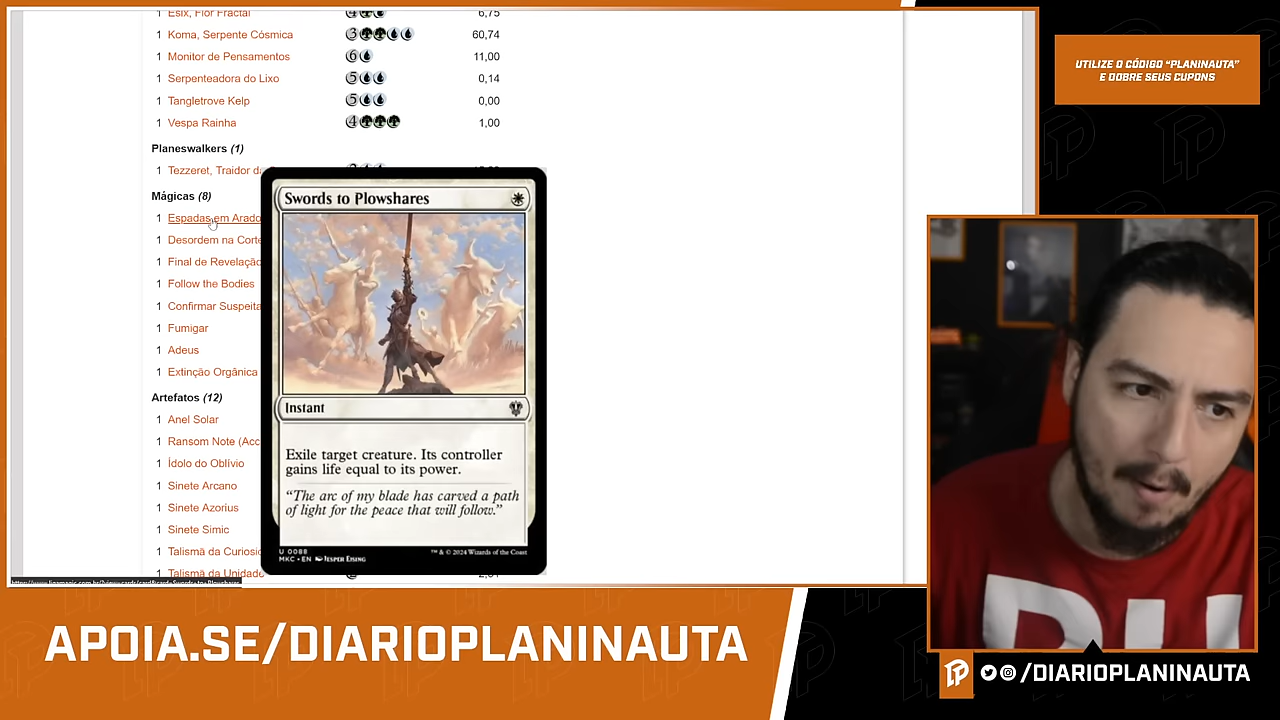 Esix, Flor Fractal 6,75
1 Koma, Serpente Cósmica 3 60,74
1 Monitor de Pensamentos 6 11,00
1 Serpenteadora do Lixo 5 0,14
1 Tangletrove Kelp 5 0,00
1 Vespa Rainha 4 1,00
Planeswalkers (1)
1 Tezzeret, Traidor d
Mágicas (8)
1 Espadas em Arado
1 Desordem na Corte
1 Final de Revelação
1 Follow the Bodies
1 Confirmar Suspeita
1 Fumigar
1 Adeus
1 Extinção Orgânica
Artefatos (12)
1 Anel Solar
1 Ransom Note (Acc
1 Ídolo do Oblívio
1 Sinete Arcano
1 Sinete Azorius
1 Sinete Simic
1 Talismã da Curiosi
1 Talismã da Unidade
Swords to Plowshares
Instant
Exile target creature. Its controller
gains life equal to its power.
“The arc of my blade has carved a path
of light for the peace that will follow.”
U 0088
MKC • EN JESPER EJSING
™ & © 2024 Wizards of the Coast
UTILIZE O CÓDIGO “PLANINAUTA”
E DOBRE SEUS CUPONS
APOIA.SE/DIARIOPLANINAUTA
/DIARIOPLANINAUTA